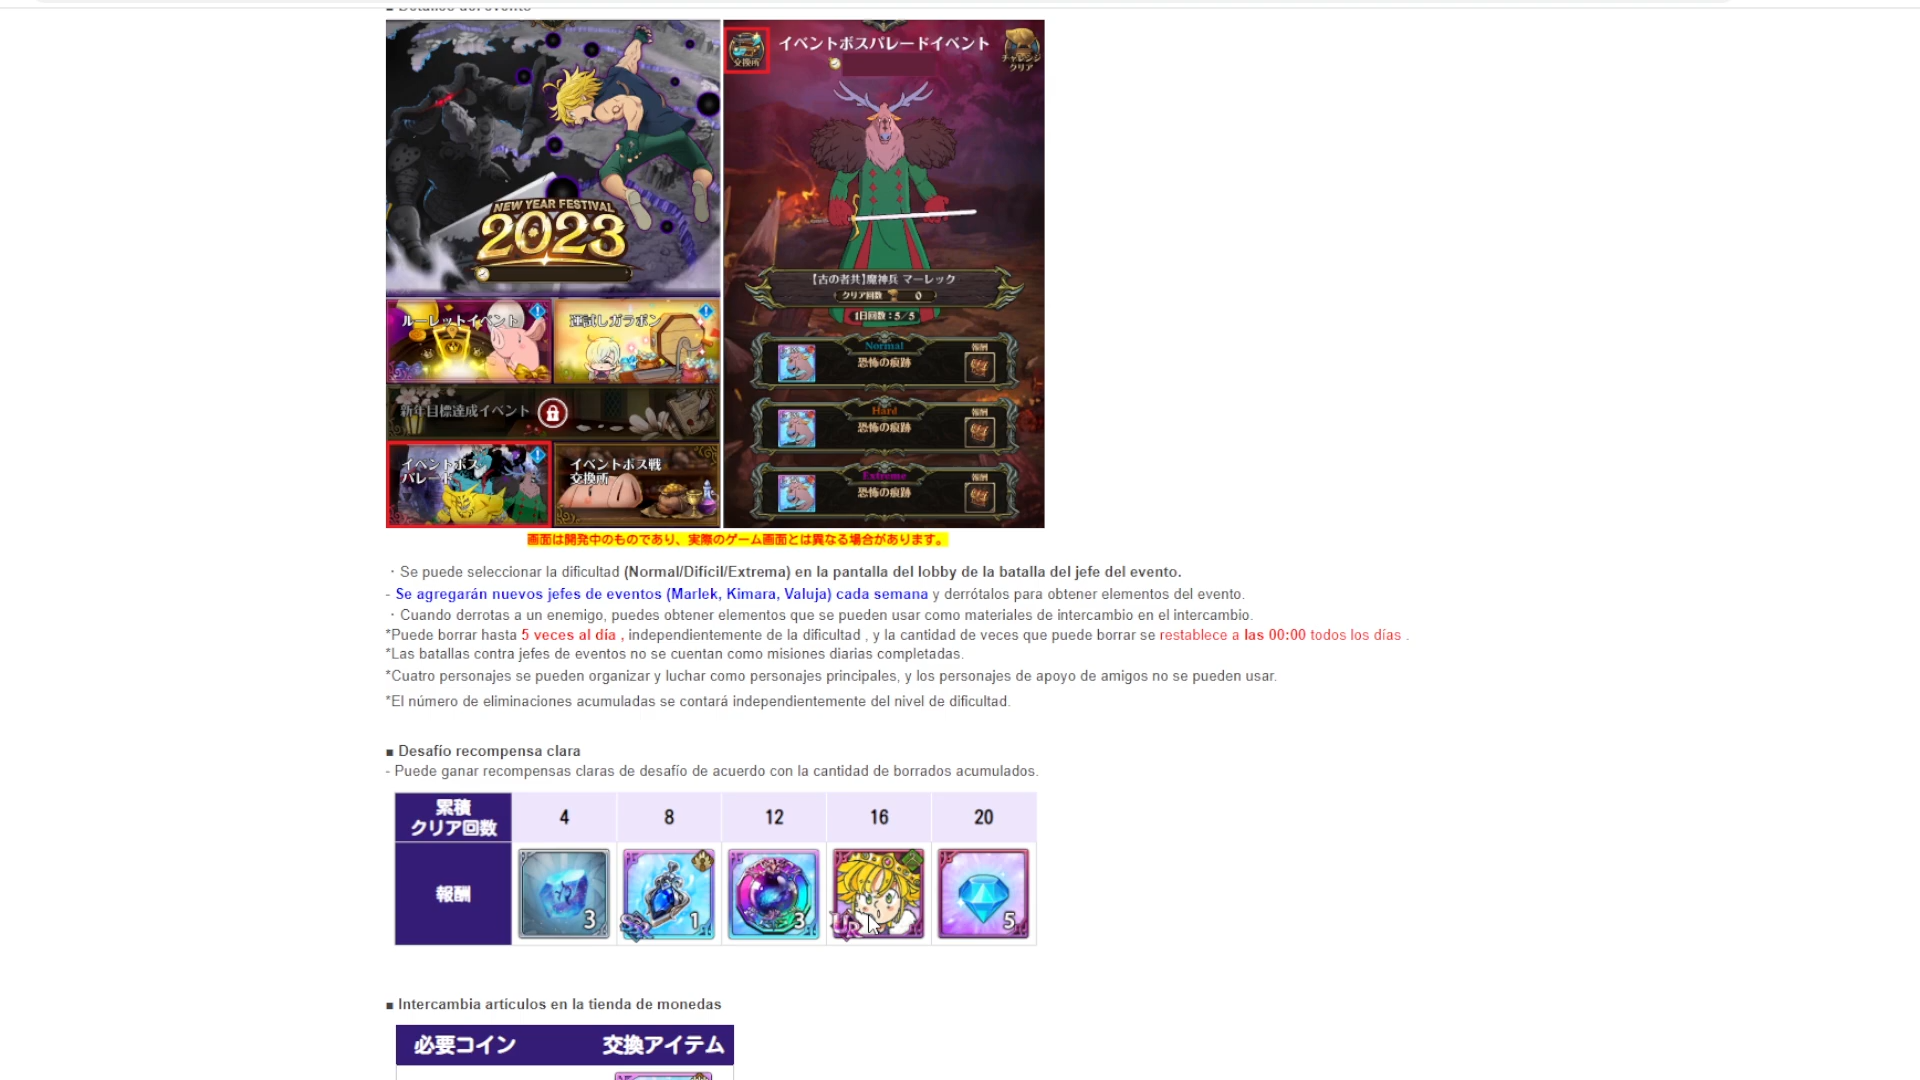 ■ Detalles del evento
交換所
イベントボスパレードイベント
チャレンジ
クリア
NEW YEAR FESTIVAL
2023
【古の者共】魔神兵 マーレック
クリア回数 0
1日回数：5／5
ルーレットイベント
運試しガラポン
Normal
恐怖の痕跡
報酬
新年目標達成イベント
Hard
恐怖の痕跡
報酬
イベントボス
パレード
イベントボス戦
交換所
Extreme
恐怖の痕跡
報酬
画面は開発中のものであり、実際のゲーム画面とは異なる場合があります。
・Se puede seleccionar la dificultad (Normal/Difícil/Extrema) en la pantalla del lobby de la batalla del jefe del evento.
- Se agregarán nuevos jefes de eventos (Marlek, Kimara, Valuja) cada semana y derrótalos para obtener elementos del evento.
・Cuando derrotas a un enemigo, puedes obtener elementos que se pueden usar como materiales de intercambio en el intercambio.
*Puede borrar hasta 5 veces al día , independientemente de la dificultad , y la cantidad de veces que puede borrar se restablece a las 00:00 todos los días .
*Las batallas contra jefes de eventos no se cuentan como misiones diarias completadas.
*Cuatro personajes se pueden organizar y luchar como personajes principales, y los personajes de apoyo de amigos no se pueden usar.
*El número de eliminaciones acumuladas se contará independientemente del nivel de dificultad.
■ Desafío recompensa clara
- Puede ganar recompensas claras de desafío de acuerdo con la cantidad de borrados acumulados.
累積
クリア回数
4 8 12 16 20
報酬
3 SSR 1 3 UR 5
■ Intercambia artículos en la tienda de monedas
必要コイン 交換アイテム